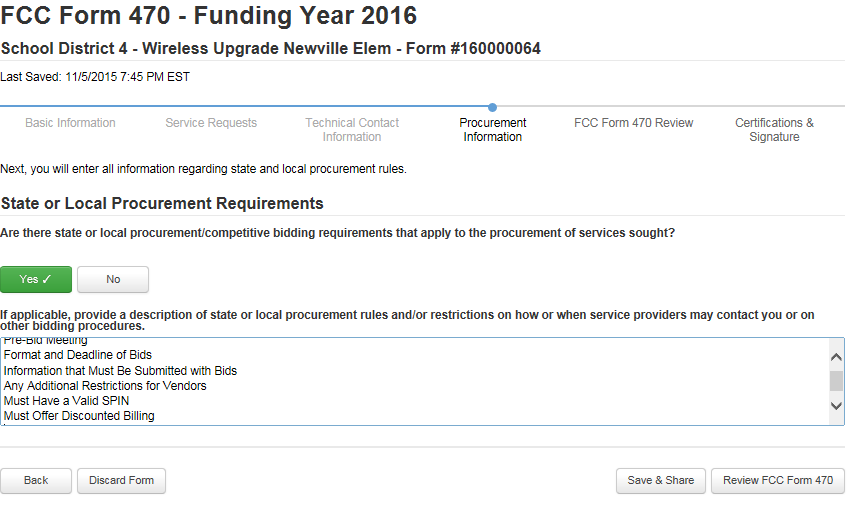 FCC Form 470 - Funding Year 2016
School District 4 - Wireless Upgrade Newville Elem - Form #160000064
Last Saved: 11/5/2015 7:45 PM EST
Basic Information
Service Requests
Technical Contact
Information
Procurement
Information
FCC Form 470 Review
Certifications &
Signature
Next, you will enter all information regarding state and local procurement rules.
State or Local Procurement Requirements
Are there state or local procurement/competitive bidding requirements that apply to the procurement of services sought?
Yes ✓
No
If applicable, provide a description of state or local procurement rules and/or restrictions on how or when service providers may contact you or on
other bidding procedures.
Pre-Bid Meeting
Format and Deadline of Bids
Information that Must Be Submitted with Bids
Any Additional Restrictions for Vendors
Must Have a Valid SPIN
Must Offer Discounted Billing
Back
Discard Form
Save & Share
Review FCC Form 470